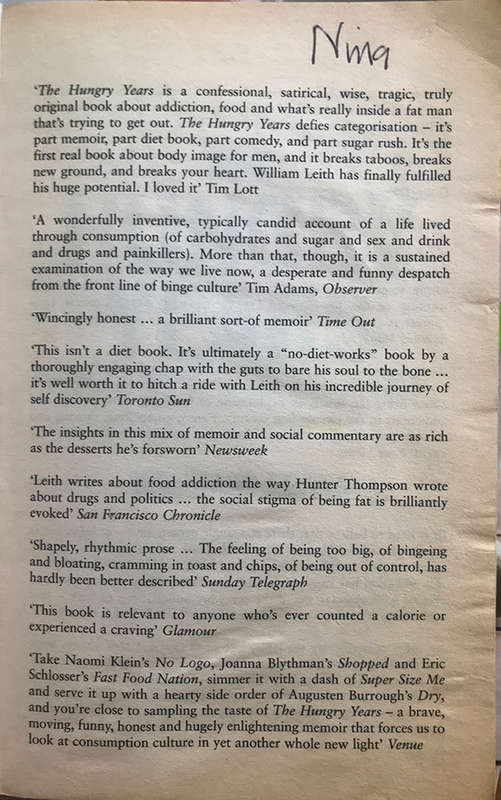 Nina
‘The Hungry Years is a confessional, satirical, wise, tragic, truly
original book about addiction, food and what’s really inside a fat man
that’s trying to get out. The Hungry Years defies categorisation – it’s
part memoir, part diet book, part comedy, and part sugar rush. It’s the
first real book about body image for men, and it breaks taboos, breaks
new ground, and breaks your heart. William Leith has finally fulfilled
his huge potential. I loved it’ Tim Lott
‘A wonderfully inventive, typically candid account of a life lived
through consumption (of carbohydrates and sugar and sex and drink
and drugs and painkillers). More than that, though, it is a sustained
examination of the way we live now, a desperate and funny despatch
from the front line of binge culture’ Tim Adams, Observer
‘Wincingly honest ... a brilliant sort-of memoir’ Time Out
‘This isn’t a diet book. It’s ultimately a “no-diet-works” book by a
thoroughly engaging chap with the guts to bare his soul to the bone ...
it’s well worth it to hitch a ride with Leith on his incredible journey of
self discovery’ Toronto Sun
‘The insights in this mix of memoir and social commentary are as rich
as the desserts he’s forsworn’ Newsweek
‘Leith writes about food addiction the way Hunter Thompson wrote
about drugs and politics ... the social stigma of being fat is brilliantly
evoked’ San Francisco Chronicle
‘Shapely, rhythmic prose ... The feeling of being too big, of bingeing
and bloating, cramming in toast and chips, of being out of control, has
hardly been better described’ Sunday Telegraph
‘This book is relevant to anyone who’s ever counted a calorie or
experienced a craving’ Glamour
‘Take Naomi Klein’s No Logo, Joanna Blythman’s Shopped and Eric
Schlosser’s Fast Food Nation, simmer it with a dash of Super Size Me
and serve it up with a hearty side order of Augusten Burrough’s Dry,
and you’re close to sampling the taste of The Hungry Years – a brave,
moving, funny, honest and hugely enlightening memoir that forces us to
look at consumption culture in yet another whole new light’ Venue